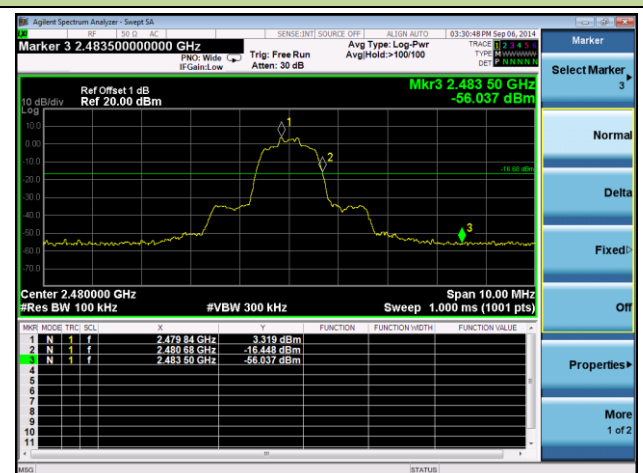 Agilent Spectrum Analyzer - Swept SA
RF 50 Ω AC SENSE:INT SOURCE OFF ALIGN AUTO 03:30:48 PM Sep 06, 2014
Marker 3 2.483500000000 GHz
PNO: Wide
IFGain:Low
Trig: Free Run
Atten: 30 dB
Avg Type: Log-Pwr
Avg|Hold:>100/100
TRACE 1 2 3 4 5 6
TYPE M WWWWW
DET P N N N N N
Ref Offset 1 dB
10 dB/div Ref 20.00 dBm
Log
Mkr3 2.483 50 GHz
-56.037 dBm
10.0
0.00
-10.0
-20.0
-30.0
-40.0
-50.0
-60.0
-70.0
1
2
3
-16.68 dBm
Center 2.480000 GHz Span 10.00 MHz
#Res BW 100 kHz #VBW 300 kHz Sweep 1.000 ms (1001 pts)
MKR MODE TRC SCL X Y FUNCTION FUNCTION WIDTH FUNCTION VALUE
1 N 1 f 2.479 84 GHz 3.319 dBm
2 N 1 f 2.480 68 GHz -16.448 dBm
3 N 1 f 2.483 50 GHz -56.037 dBm
4
5
6
7
8
9
10
11
MSG STATUS
Marker
Select Marker
3
Normal
Delta
Fixed
Off
Properties
More
1 of 2